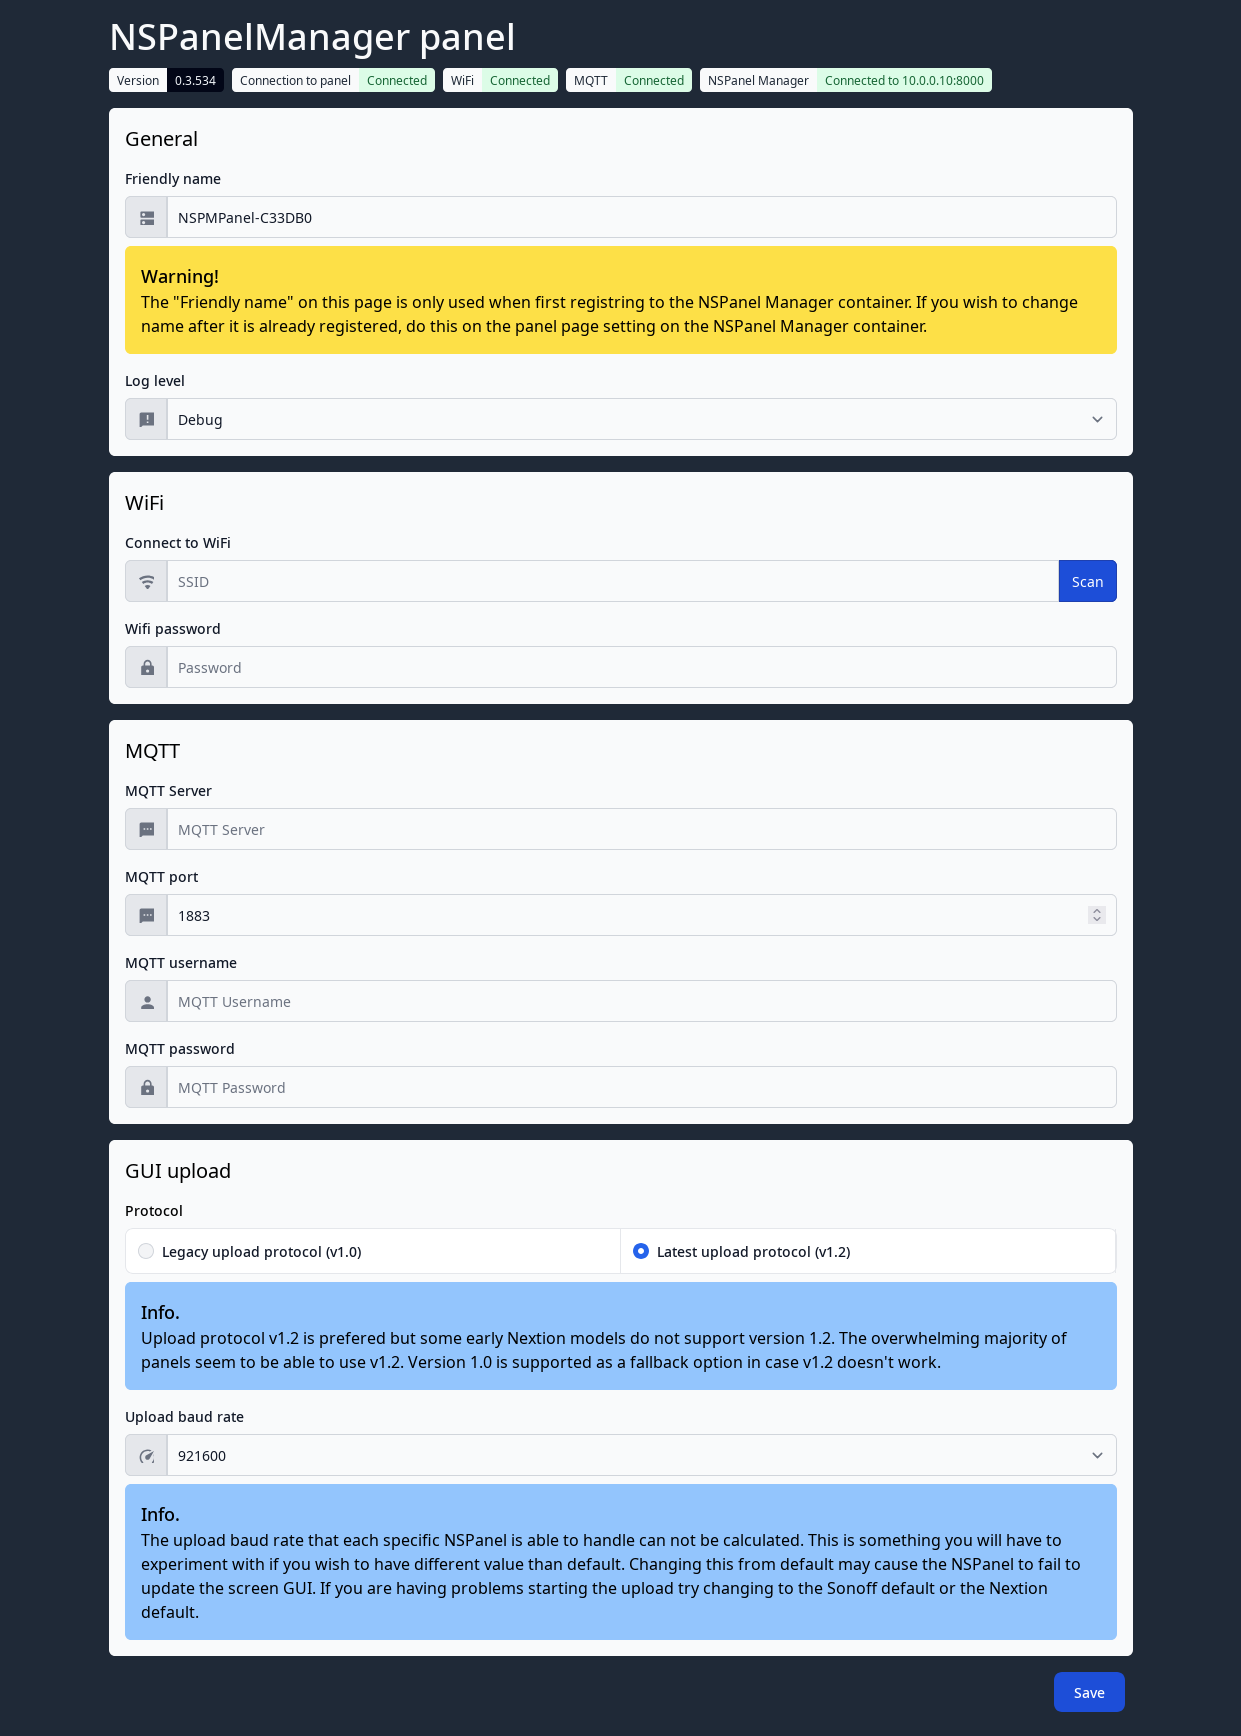 NSPanelManager panel
Version 0.3.534 Connection to panel Connected WiFi Connected MQTT Connected NSPanel Manager Connected to 10.0.0.10:8000
General
Friendly name
NSPMPanel-C33DB0
Warning!
The "Friendly name" on this page is only used when first registring to the NSPanel Manager container. If you wish to change
name after it is already registered, do this on the panel page setting on the NSPanel Manager container.
Log level
Debug
WiFi
Connect to WiFi
SSID Scan
Wifi password
Password
MQTT
MQTT Server
MQTT Server
MQTT port
1883
MQTT username
MQTT Username
MQTT password
MQTT Password
GUI upload
Protocol
Legacy upload protocol (v1.0) Latest upload protocol (v1.2)
Info.
Upload protocol v1.2 is prefered but some early Nextion models do not support version 1.2. The overwhelming majority of
panels seem to be able to use v1.2. Version 1.0 is supported as a fallback option in case v1.2 doesn't work.
Upload baud rate
921600
Info.
The upload baud rate that each specific NSPanel is able to handle can not be calculated. This is something you will have to
experiment with if you wish to have different value than default. Changing this from default may cause the NSPanel to fail to
update the screen GUI. If you are having problems starting the upload try changing to the Sonoff default or the Nextion
default.
Save